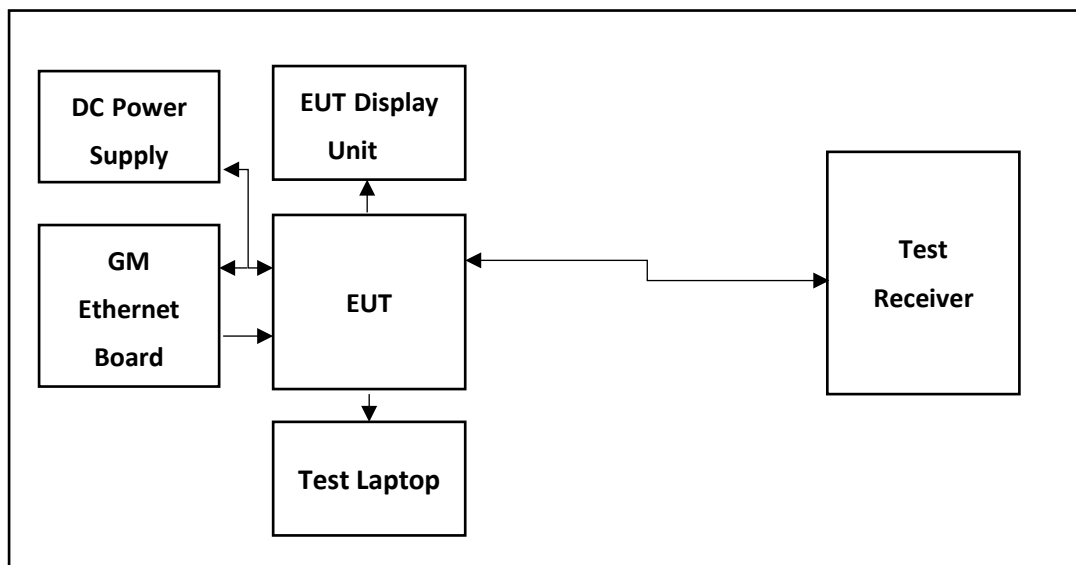 DC Power
Supply
EUT Display
Unit
GM
Ethernet
Board
EUT
Test
Receiver
Test Laptop